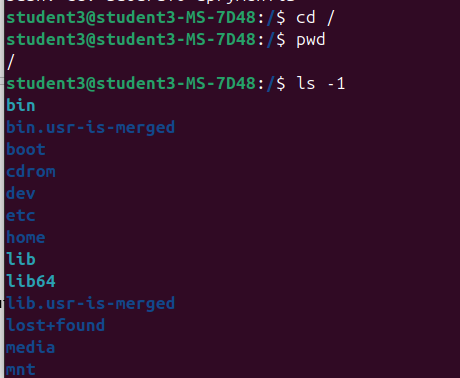 student3@student3-MS-7D48:/$ cd /
student3@student3-MS-7D48:/$ pwd
/
student3@student3-MS-7D48:/$ ls -1
bin
bin.usr-is-merged
boot
cdrom
dev
etc
home
lib
lib64
lib.usr-is-merged
lost+found
media
mnt